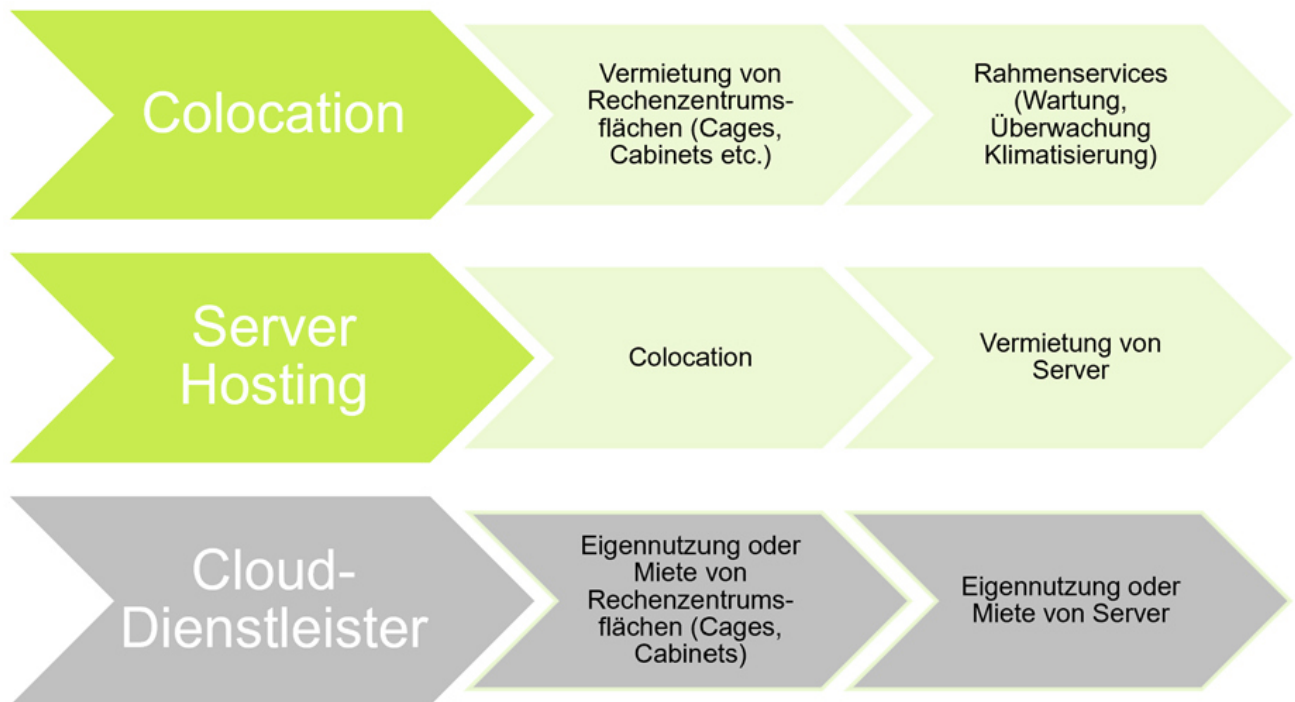 Colocation
Vermietung von
Rechenzentrums-
flächen (Cages,
Cabinets etc.)
Rahmenservices
(Wartung,
Überwachung
Klimatisierung)
Server
Hosting
Colocation
Vermietung von
Server
Cloud-
Dienstleister
Eigennutzung oder
Miete von
Rechenzentrums-
flächen (Cages,
Cabinets)
Eigennutzung oder
Miete von Server